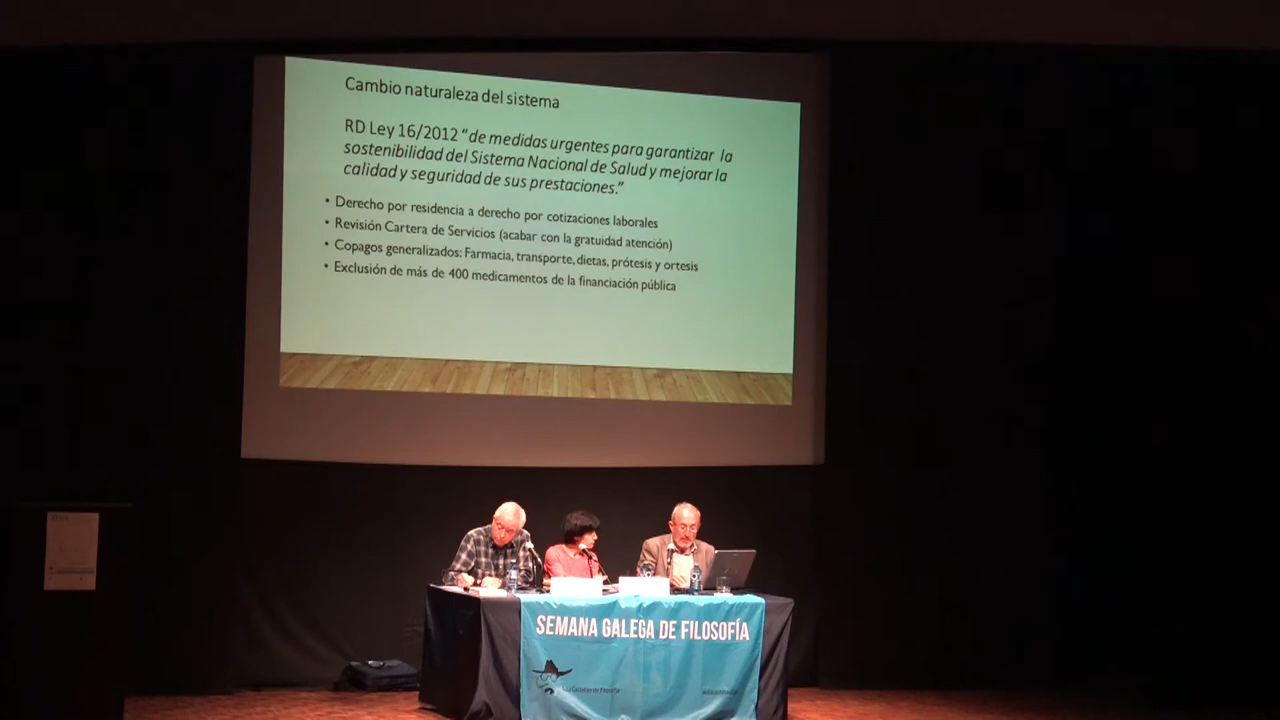 Cambio naturaleza del sistema
RD Ley 16/2012 “de medidas urgentes para garantizar la
sostenibilidad del Sistema Nacional de Salud y mejorar la
calidad y seguridad de sus prestaciones.”
• Derecho por residencia a derecho por cotizaciones laborales
• Revisión Cartera de Servicios (acabar con la gratuidad atención)
• Copagos generalizados: Farmacia, transporte, dietas, prótesis y ortesis
• Exclusión de más de 400 medicamentos de la financiación pública
SEMANA GALEGA DE FILOSOFÍA
de Filosofía